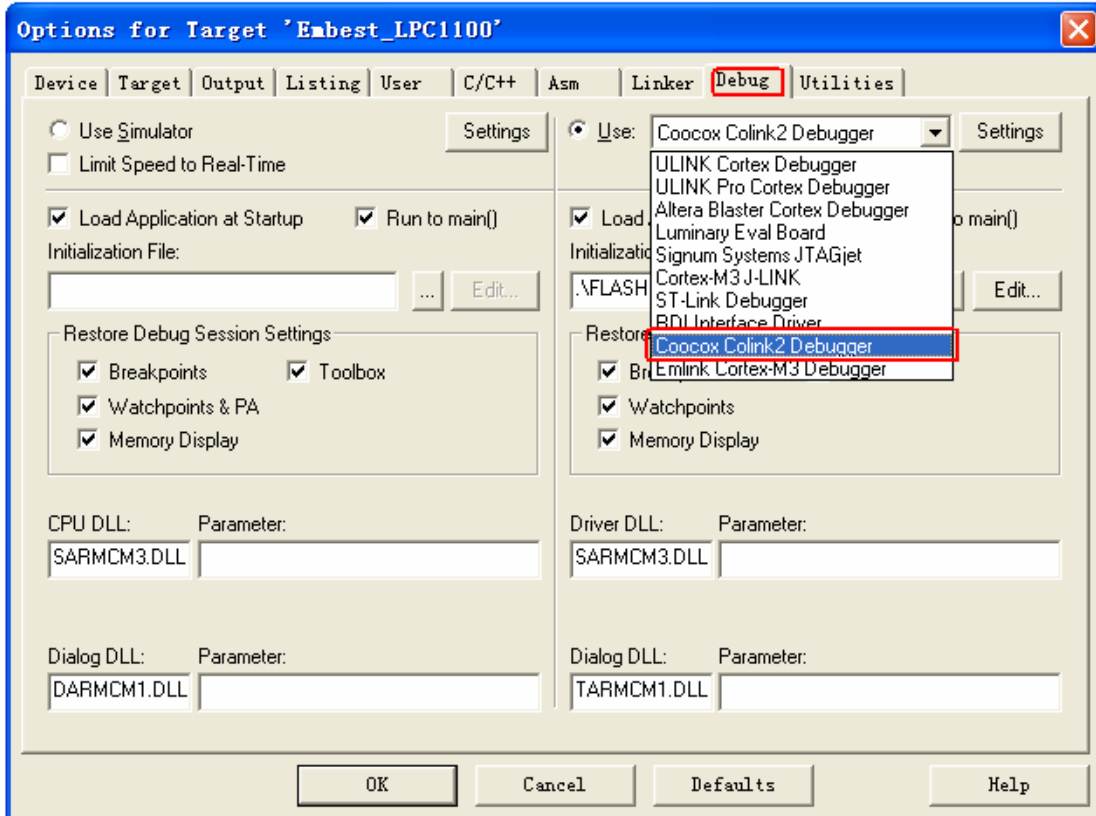 Options for Target 'Embest_LPC1100'
Device Target Output Listing User C/C++ Asm Linker Debug Utilities
Use Simulator Settings
Limit Speed to Real-Time
Load Application at Startup Run to main()
Initialization File:
... Edit...
Restore Debug Session Settings
Breakpoints Toolbox
Watchpoints & PA
Memory Display
CPU DLL: Parameter:
SARMCM3.DLL
Dialog DLL: Parameter:
DARMCM1.DLL
Use: Coocox Colink2 Debugger Settings
ULINK Cortex Debugger
ULINK Pro Cortex Debugger
Altera Blaster Cortex Debugger
Luminary Eval Board
Signum Systems JTAGjet
Cortex-M3 J-LINK
ST-Link Debugger
RDI Interface Driver
Coocox Colink2 Debugger
Emlink Cortex-M3 Debugger
Load main()
.\FLASH Edit...
Restore
Watchpoints
Memory Display
Driver DLL: Parameter:
SARMCM3.DLL
Dialog DLL: Parameter:
TARMCM1.DLL
OK Cancel Defaults Help